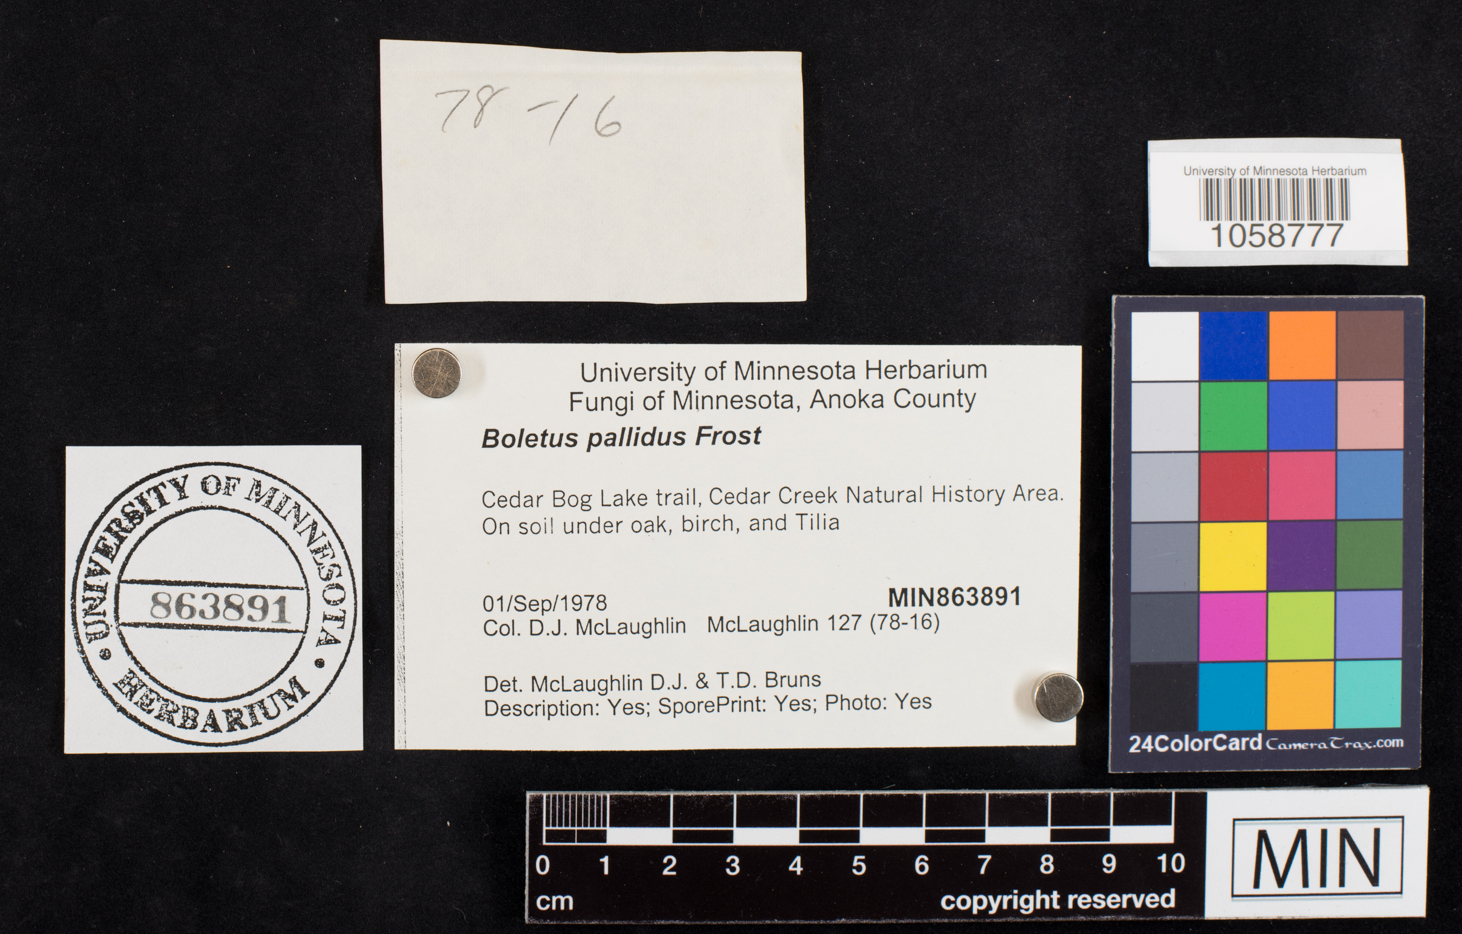 78-16
University of Minnesota Herbarium
1058777
University of Minnesota Herbarium
Fungi of Minnesota, Anoka County
Boletus pallidus Frost
Cedar Bog Lake trail, Cedar Creek Natural History Area.
On soil under oak, birch, and Tilia
01/Sep/1978
MIN863891
Col. D.J. McLaughlin McLaughlin 127 (78-16)
Det. McLaughlin D.J. & T.D. Bruns
Description: Yes; SporePrint: Yes; Photo: Yes
UNIVERSITY OF MINNESOTA
863891
• HERBARIUM •
24ColorCard CameraTrax.com
0 1 2 3 4 5 6 7 8 9 10
cm copyright reserved
MIN